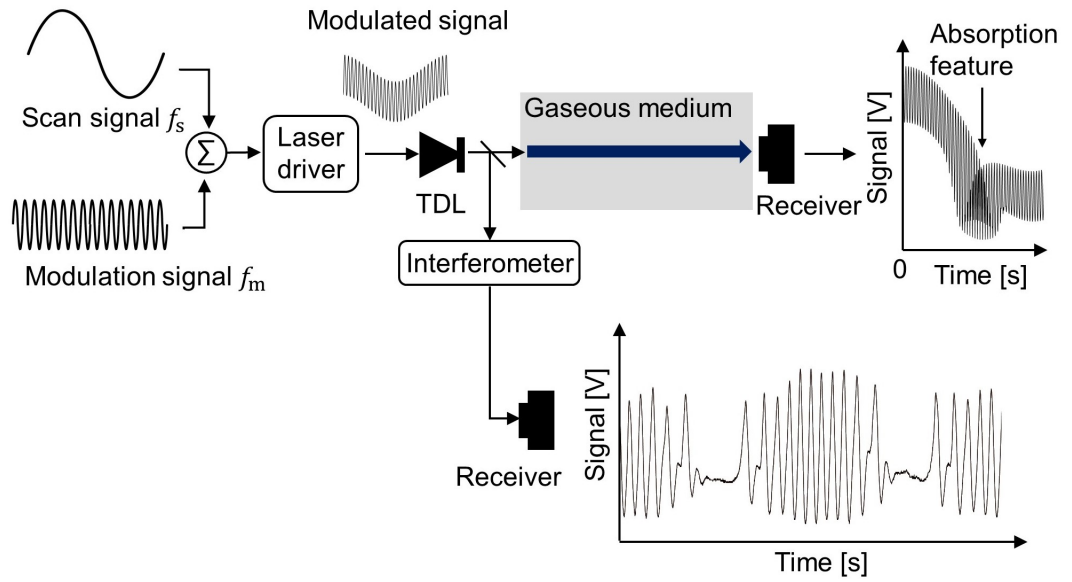 Modulated signal
Scan signal fs
Σ
Laser
driver
TDL
Gaseous medium
Receiver
Modulation signal fm
Interferometer
Receiver
Absorption
feature
Signal [V]
0
Time [s]
Signal [V]
Time [s]